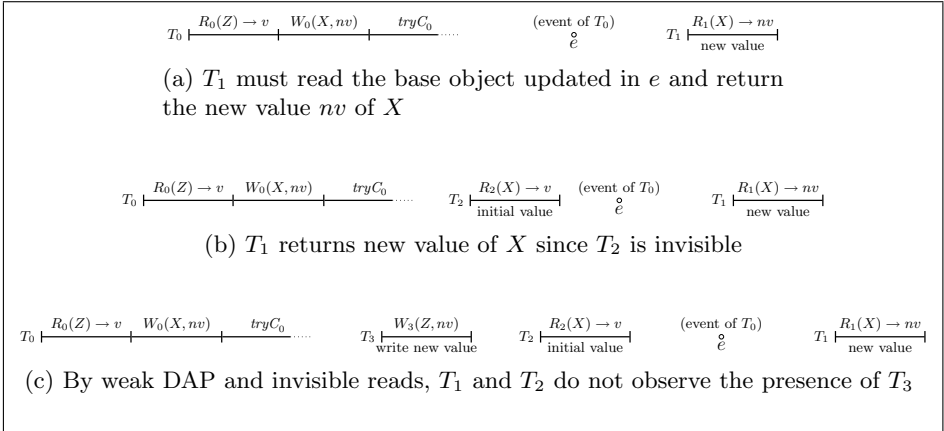 R₀(Z) → v W₀(X, nv) tryC₀ (event of T₀) R₁(X) → nv
T₀ e T₁ new value
(a) T₁ must read the base object updated in e and return
the new value nv of X
R₀(Z) → v W₀(X, nv) tryC₀ R₂(X) → v (event of T₀) R₁(X) → nv
T₀ T₂ initial value e T₁ new value
(b) T₁ returns new value of X since T₂ is invisible
R₀(Z) → v W₀(X, nv) tryC₀ W₃(Z, nv) R₂(X) → v (event of T₀) R₁(X) → nv
T₀ T₃ write new value T₂ initial value e T₁ new value
(c) By weak DAP and invisible reads, T₁ and T₂ do not observe the presence of T₃